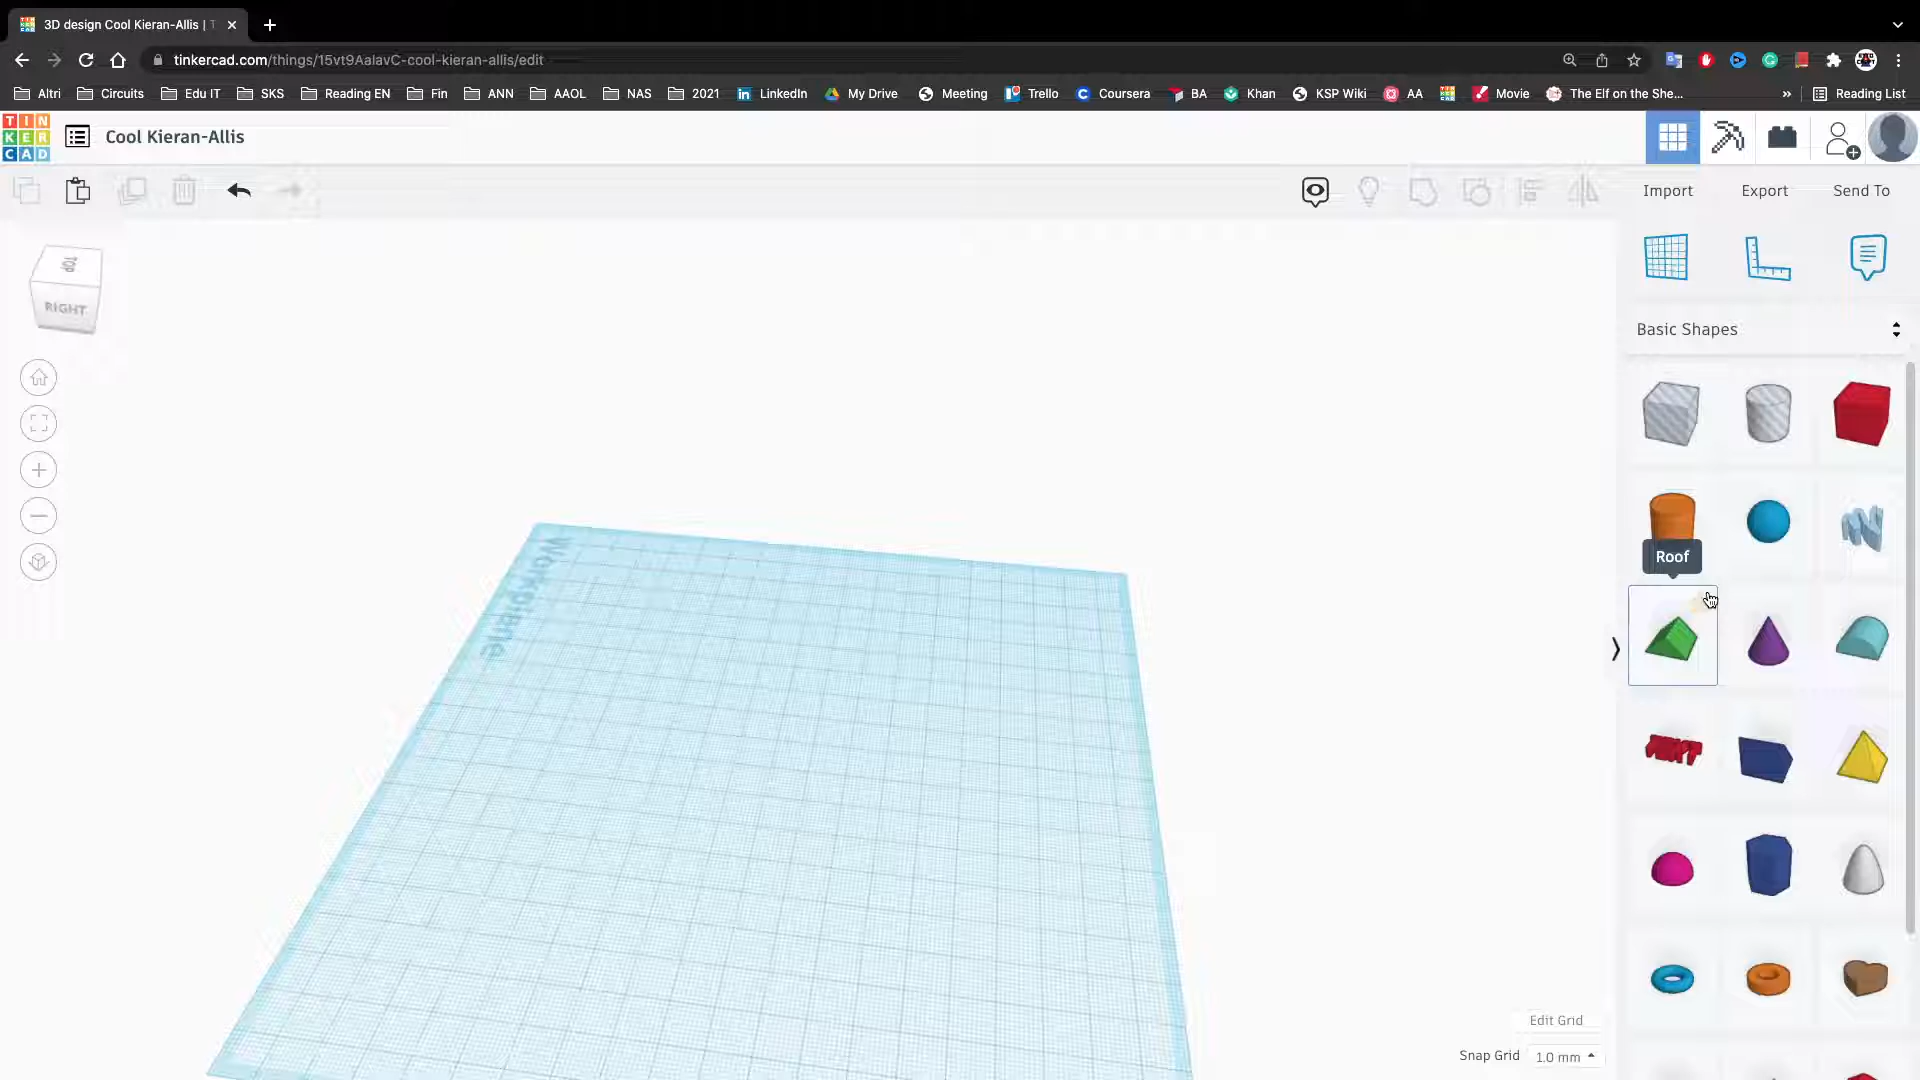 3D design Cool Kieran-Allis | T
tinkercad.com/things/15vt9AalavC-cool-kieran-allis/edit
Altri Circuits Edu IT SKS Reading EN Fin ANN AAOL NAS 2021 LinkedIn My Drive Meeting Trello Coursera BA Khan KSP Wiki AA Movie The Elf on the She... » Reading List
TIN
KER
CAD
Cool Kieran-Allis
Import Export Send To
TOP
RIGHT
Basic Shapes
Roof
Workplane
TEXT
Edit Grid
Snap Grid 1.0 mm